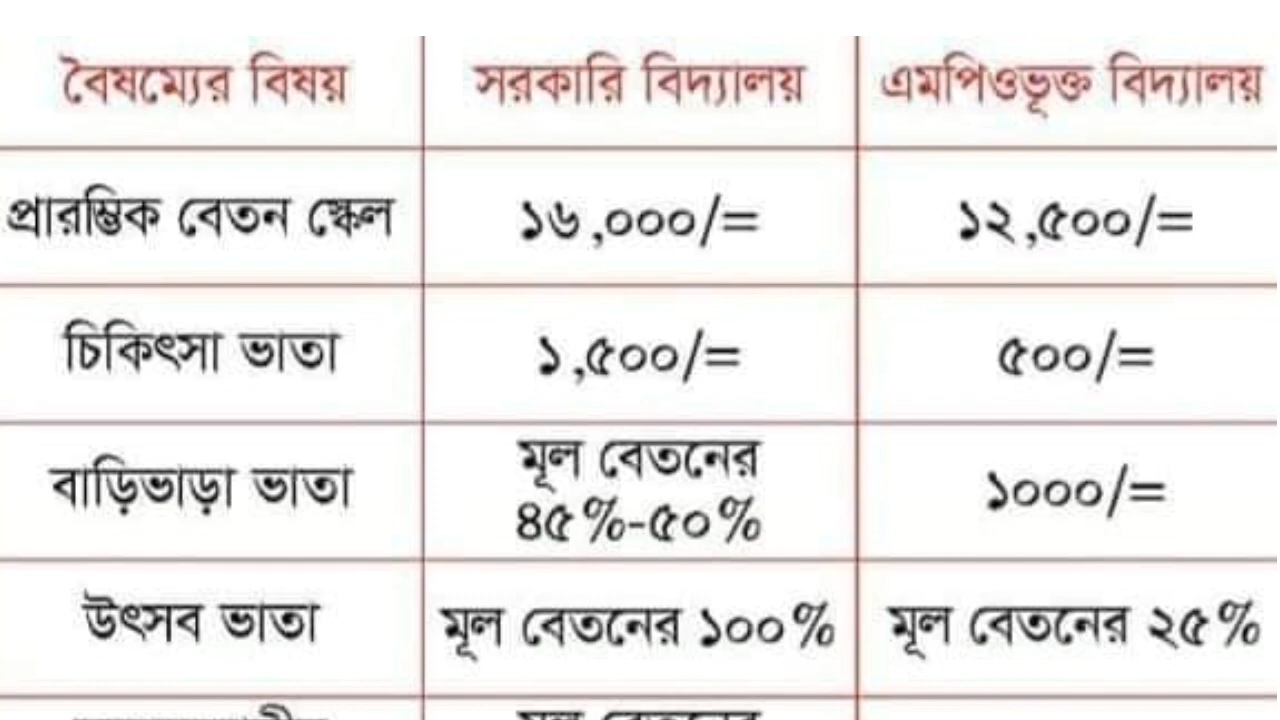 বৈষম্যের বিষয় সরকারি বিদ্যালয় এমপিওভূক্ত বিদ্যালয়
প্রারম্ভিক বেতন স্কেল ১৬,০০০/= ১২,৫০০/=
চিকিৎসা ভাতা ১,৫০০/= ৫০০/=
বাড়িভাড়া ভাতা মূল বেতনের ৪৫%-৫০% ১০০০/=
উৎসব ভাতা মূল বেতনের ১০০% মূল বেতনের ২৫%
মূল বেতনের